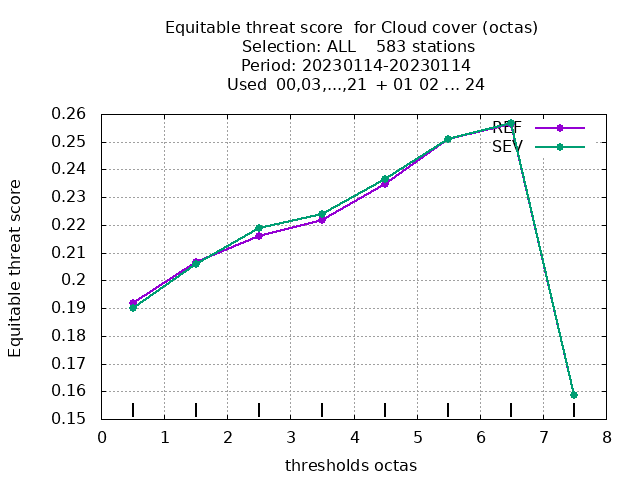 Equitable threat score  for Cloud cover (octas)
Selection: ALL    583 stations
Period: 20230114-20230114
Used  00,03,...,21  + 01 02 ... 24
0.26
0.25
0.24
0.23
0.22
0.21
0.2
0.19
0.18
0.17
0.16
0.15
Equitable threat score
REF
SEV
0 1 2 3 4 5 6 7 8
thresholds octas